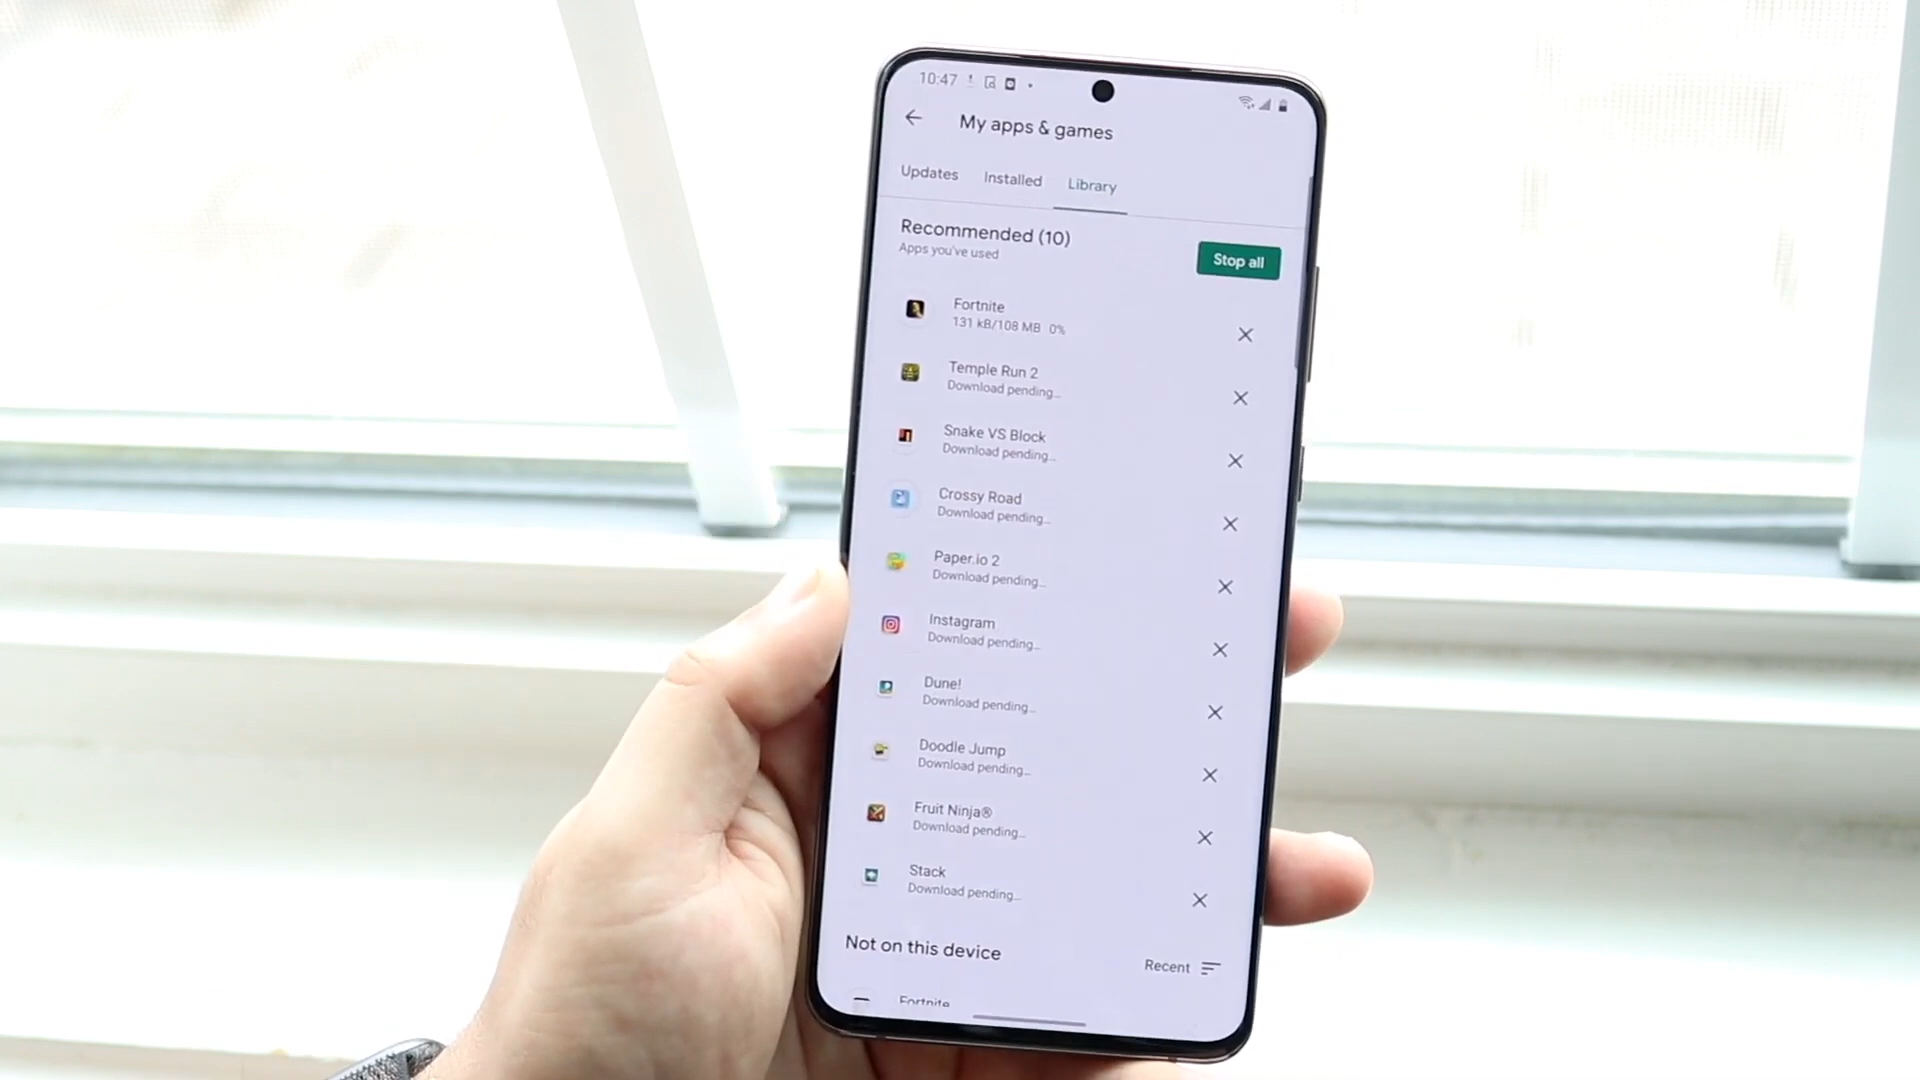 10:47
My apps & games
Updates Installed Library
Recommended (10)
Apps you've used
Stop all
Fortnite
131 kB/108 MB 0%
Temple Run 2
Download pending...
Snake VS Block
Download pending...
Crossy Road
Download pending...
Paper.io 2
Download pending...
Instagram
Download pending...
Dune!
Download pending...
Doodle Jump
Download pending...
Fruit Ninja®
Download pending...
Stack
Download pending...
Not on this device
Recent
Fortnite